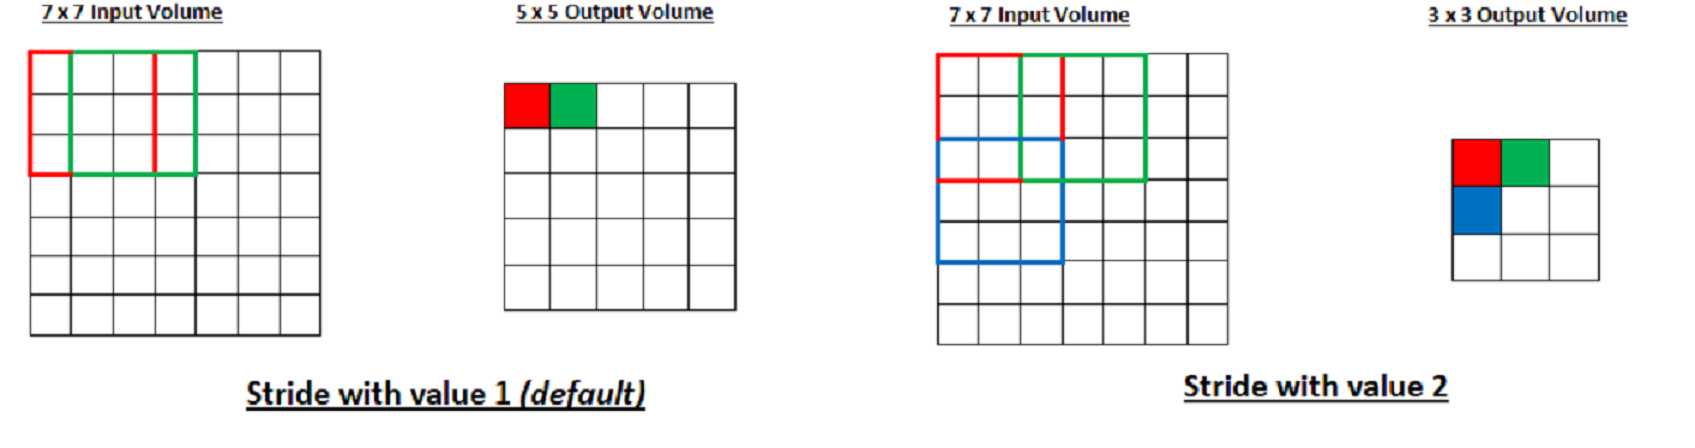 7 x 7 Input Volume
5 x 5 Output Volume
Stride with value 1 (default)
7 x 7 Input Volume
3 x 3 Output Volume
Stride with value 2